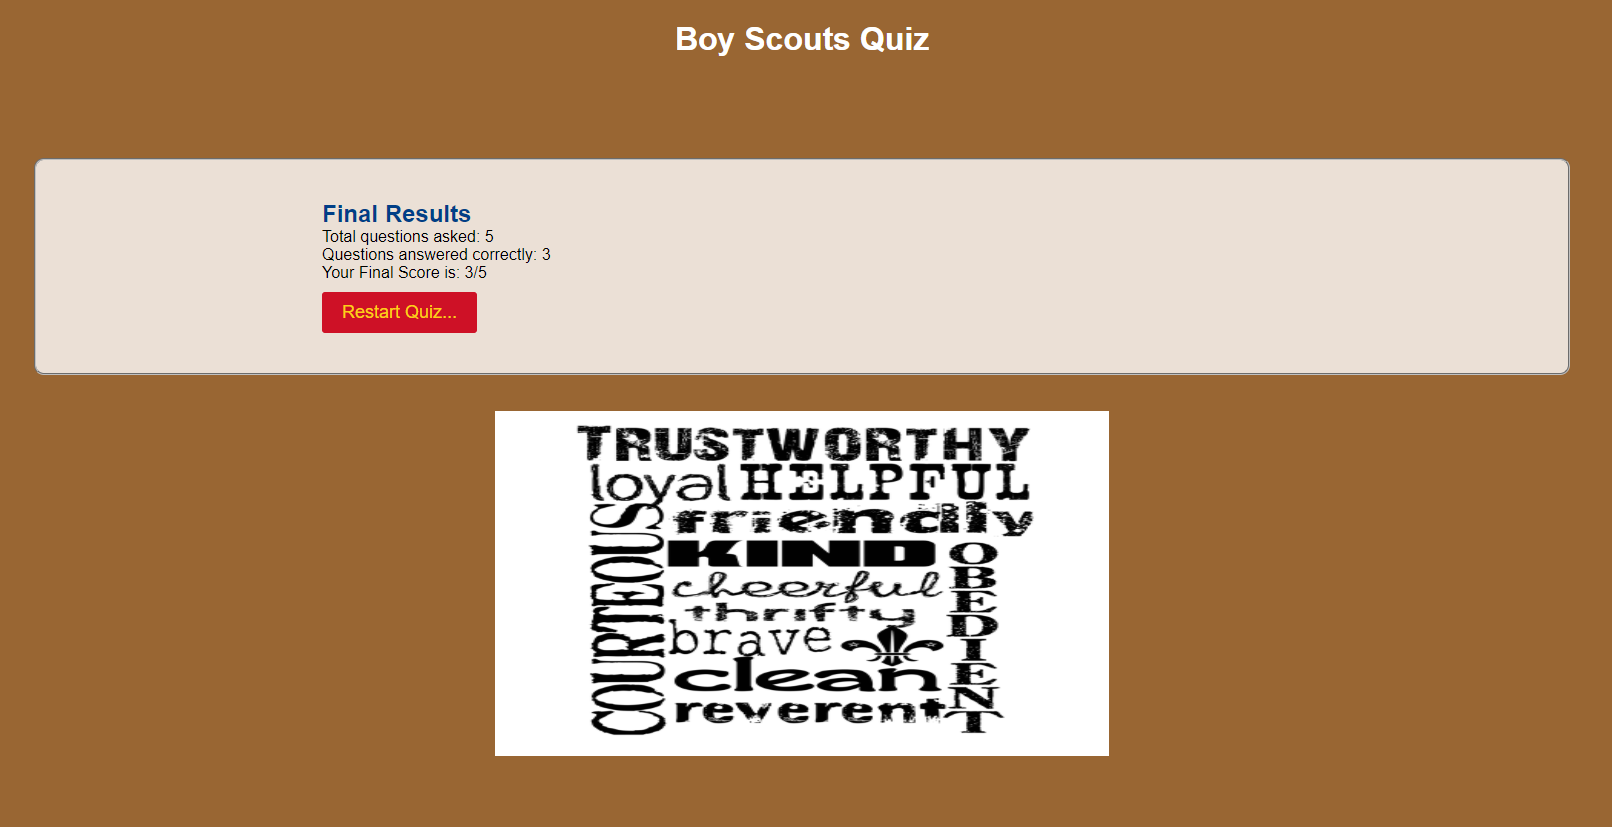 Boy Scouts Quiz
Final Results
Total questions asked: 5
Questions answered correctly: 3
Your Final Score is: 3/5
Restart Quiz...
TRUSTWORTHY
loyal HELPFUL
COURTEOUS
friendly
KIND
OBEDIENT
cheerful
thrifty
brave
clean
reverent